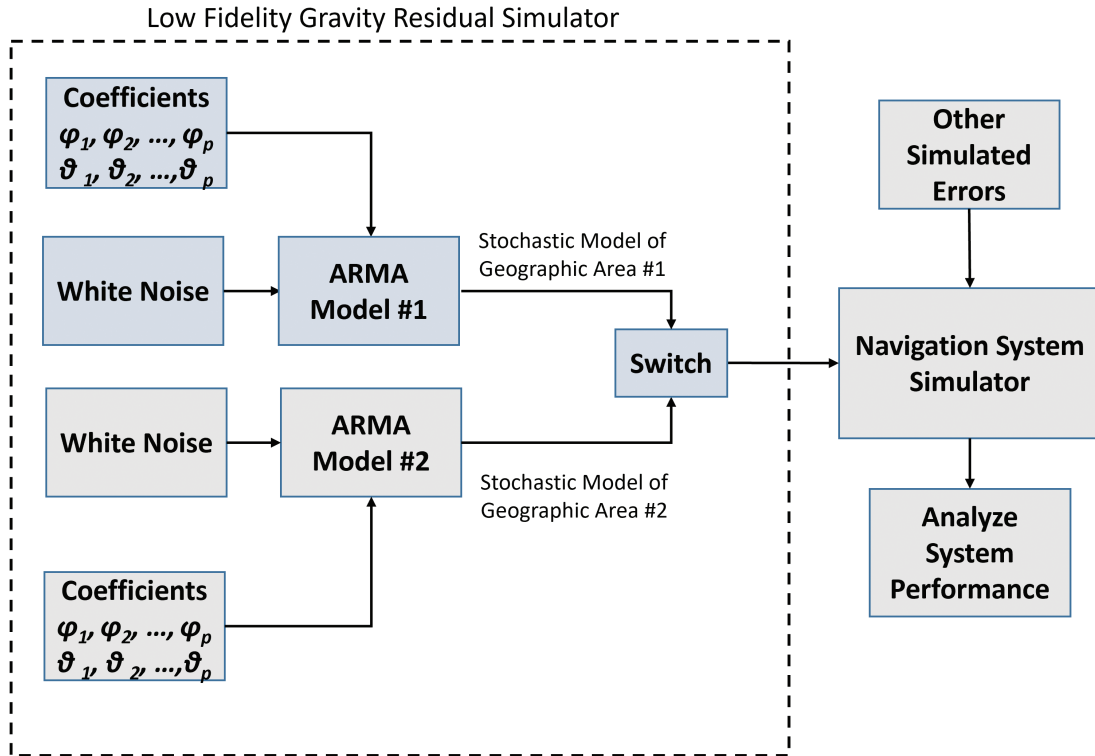 Low Fidelity Gravity Residual Simulator
Coefficients
φ₁, φ₂, ..., φₚ
ϑ ₁, ϑ₂, ...,ϑ ₚ
White Noise
ARMA
Model #1
Stochastic Model of
Geographic Area #1
Switch
White Noise
ARMA
Model #2
Stochastic Model of
Geographic Area #2
Coefficients
φ₁, φ₂, ..., φₚ
ϑ ₁, ϑ ₂, ...,ϑₚ
Other
Simulated
Errors
Navigation System
Simulator
Analyze
System
Performance